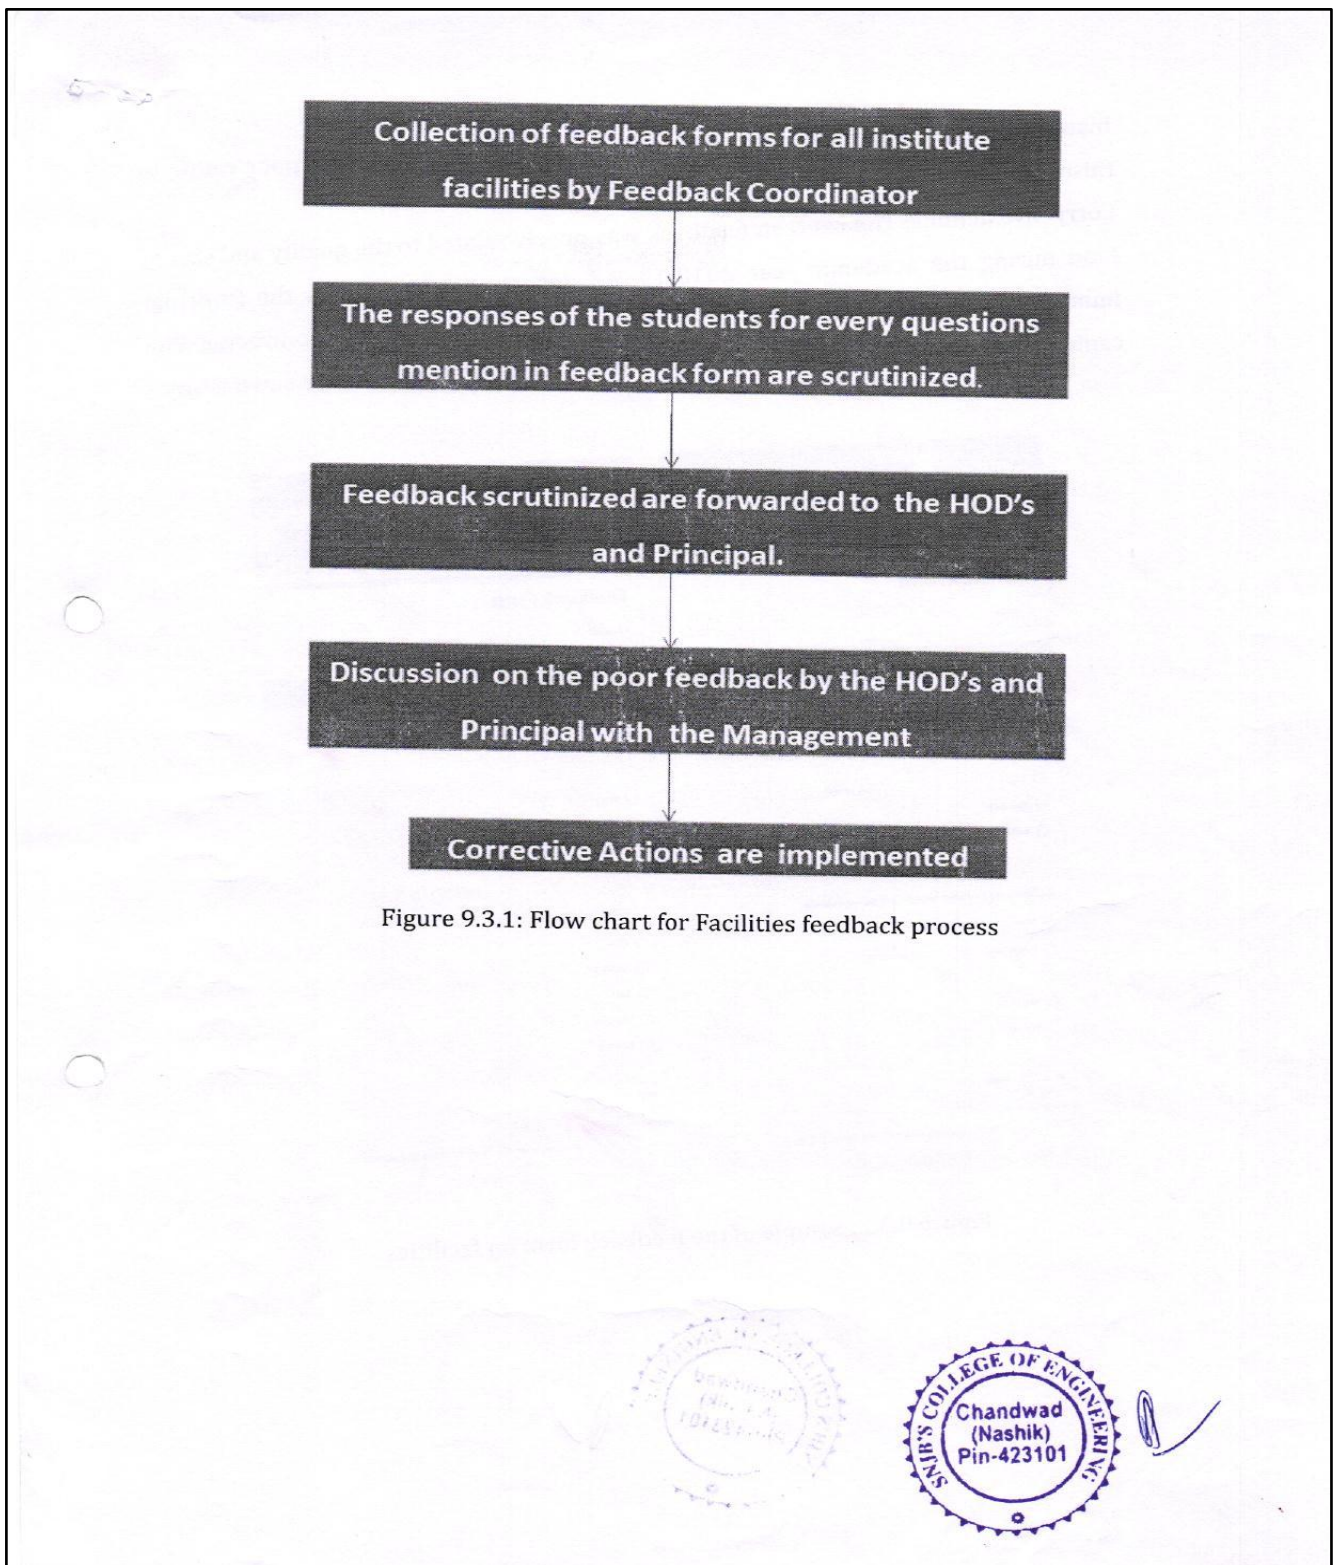 Collection of feedback forms for all institute
facilities by Feedback Coordinator
The responses of the students for every questions
mention in feedback form are scrutinized.
Feedback scrutinized are forwarded to the HOD's
and Principal.
Discussion on the poor feedback by the HOD's and
Principal with the Management
Corrective Actions are implemented
Figure 9.3.1: Flow chart for Facilities feedback process
SNJB'S COLLEGE OF ENGINEERING
Chandwad
(Nashik)
Pin-423101